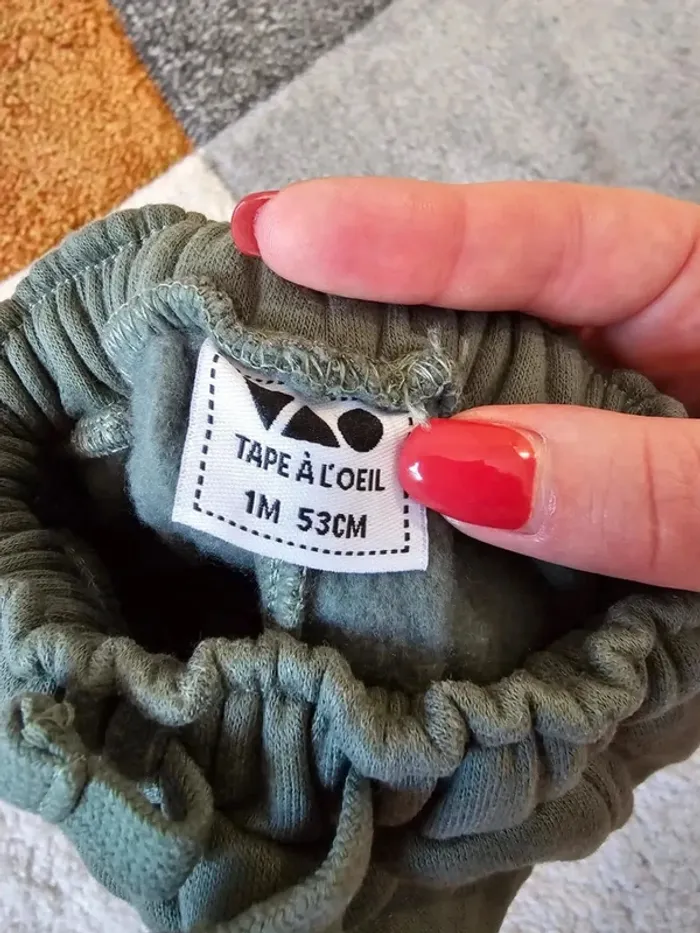 TAPE À L'OEIL
1M 53CM